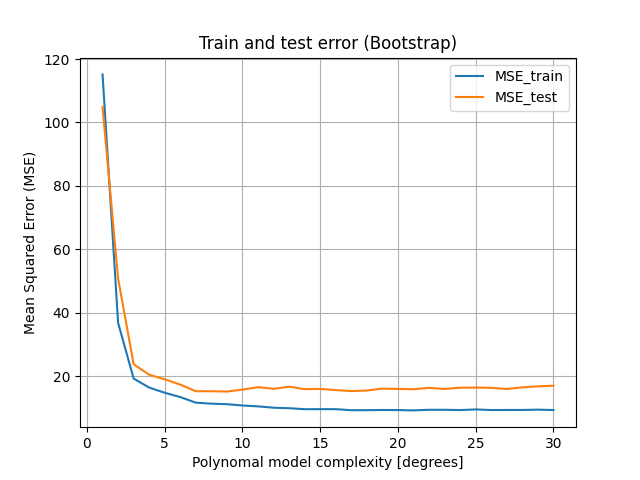 Train and test error (Bootstrap)
MSE_train
MSE_test
Mean Squared Error (MSE)
120
100
80
60
40
20
0 5 10 15 20 25 30
Polynomal model complexity [degrees]